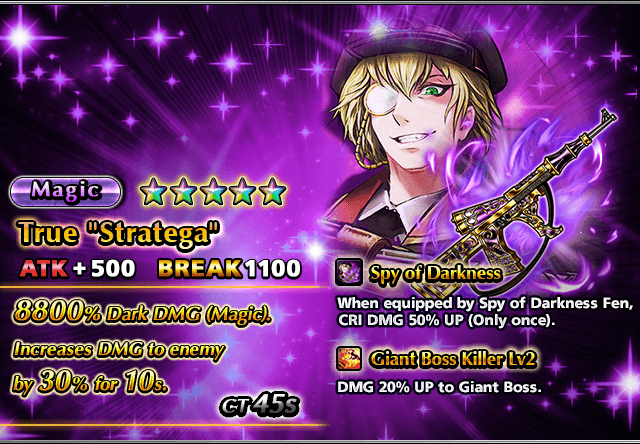 Magic
True "Stratega"
ATK + 500 BREAK 1100
8800% Dark DMG (Magic).
Increases DMG to enemy
by 30% for 10s.
CT 45s
Spy of Darkness
When equipped by Spy of Darkness Fen,
CRI DMG 50% UP (Only once).
Giant Boss Killer Lv2
DMG 20% UP to Giant Boss.